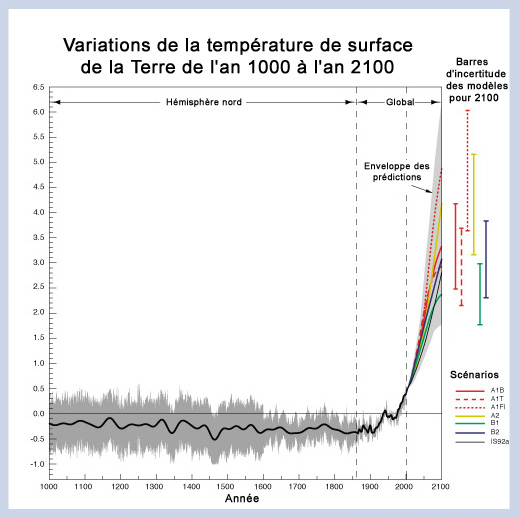 Variations de la température de surface
de la Terre de l'an 1000 à l'an 2100
Barres
d'incertitude
des modèles
pour 2100
6.5
6.0
5.5
5.0
4.5
4.0
3.5
3.0
2.5
2.0
1.5
1.0
0.5
0.0
-0.5
-1.0
Hémisphère nord
Global
Enveloppe des
prédictions
Scénarios
A1B
A1T
A1FI
A2
B1
B2
IS92a
1000 1100 1200 1300 1400 1500 1600 1700 1800 1900 2000 2100
Année